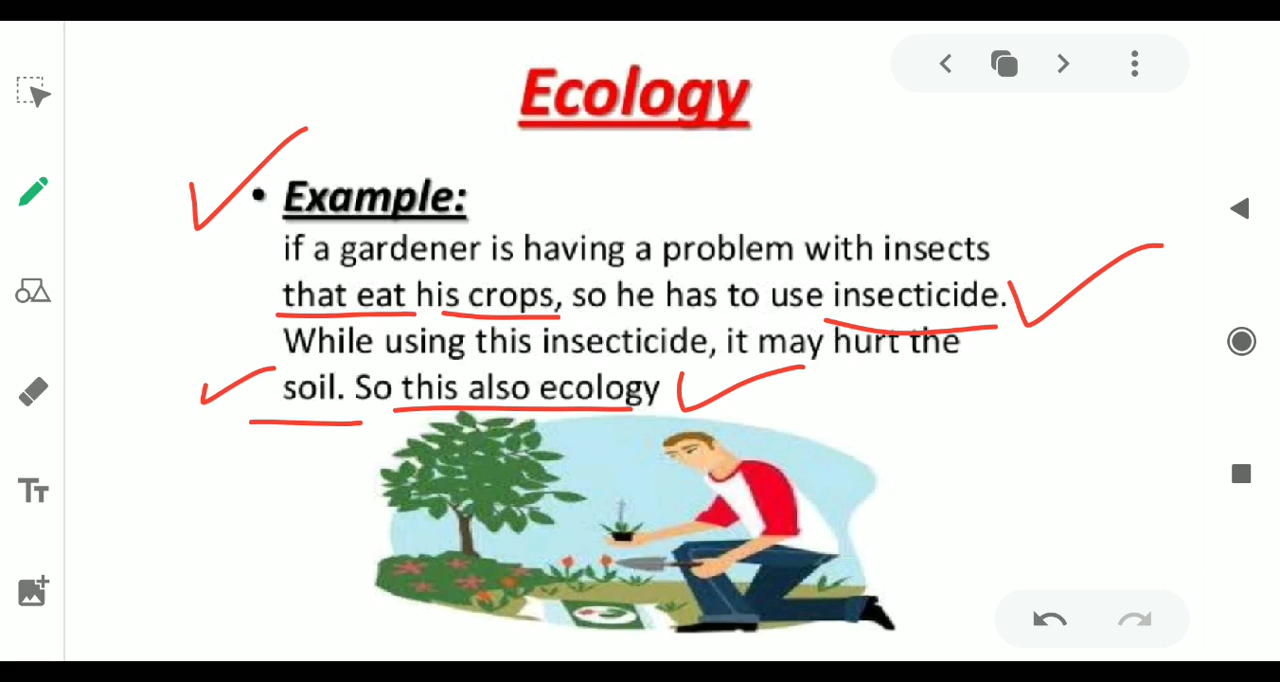 Ecology
• Example:
if a gardener is having a problem with insects
that eat his crops, so he has to use insecticide.
While using this insecticide, it may hurt the
soil. So this also ecology
TT